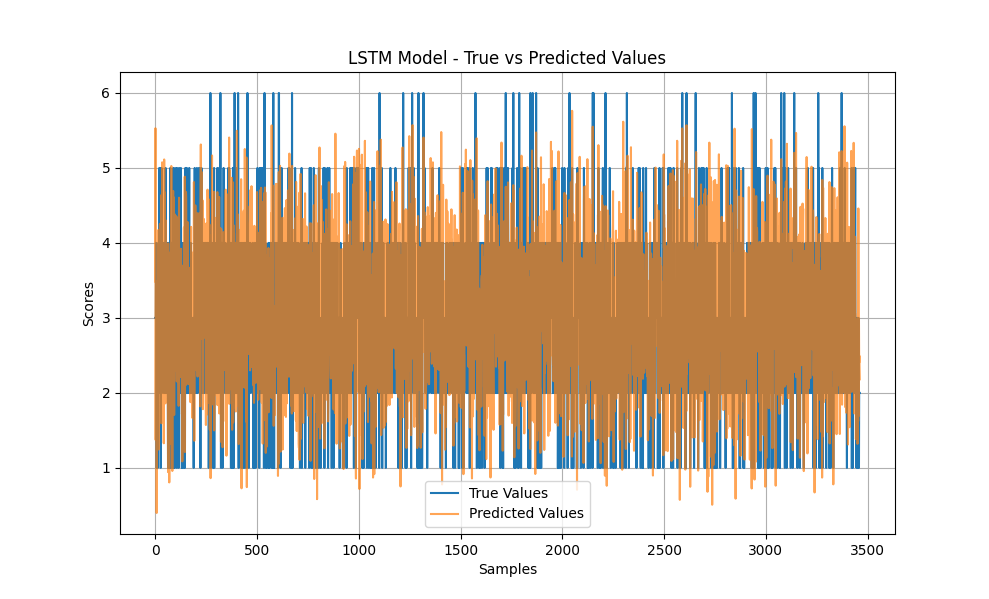 LSTM Model - True vs Predicted Values
Scores
6
5
4
3
2
1
True Values
Predicted Values
0
500
1000
1500
2000
2500
3000
3500
Samples